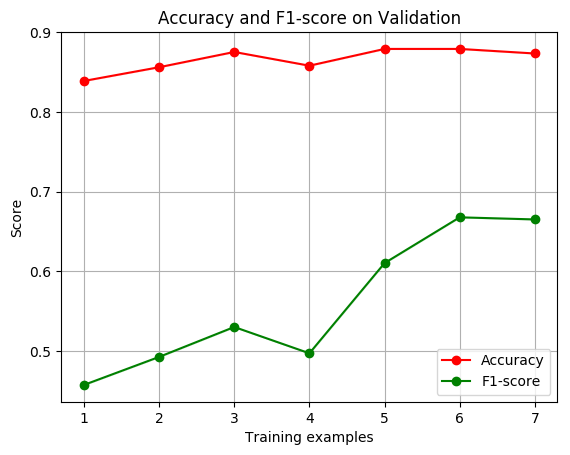 Accuracy and F1-score on Validation
0.9
0.8
0.7
0.6
0.5
Score
Accuracy
F1-score
1 2 3 4 5 6 7
Training examples